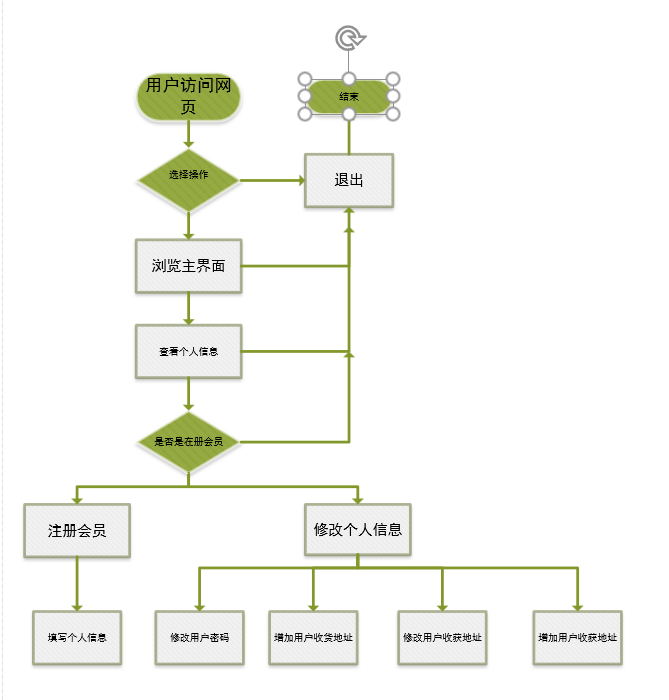 用户访问网
页
结束
选择操作
退出
浏览主界面
查看个人信息
是否是在册会员
注册会员
修改个人信息
填写个人信息
修改用户密码
增加用户收货地址
修改用户收获地址
增加用户收获地址